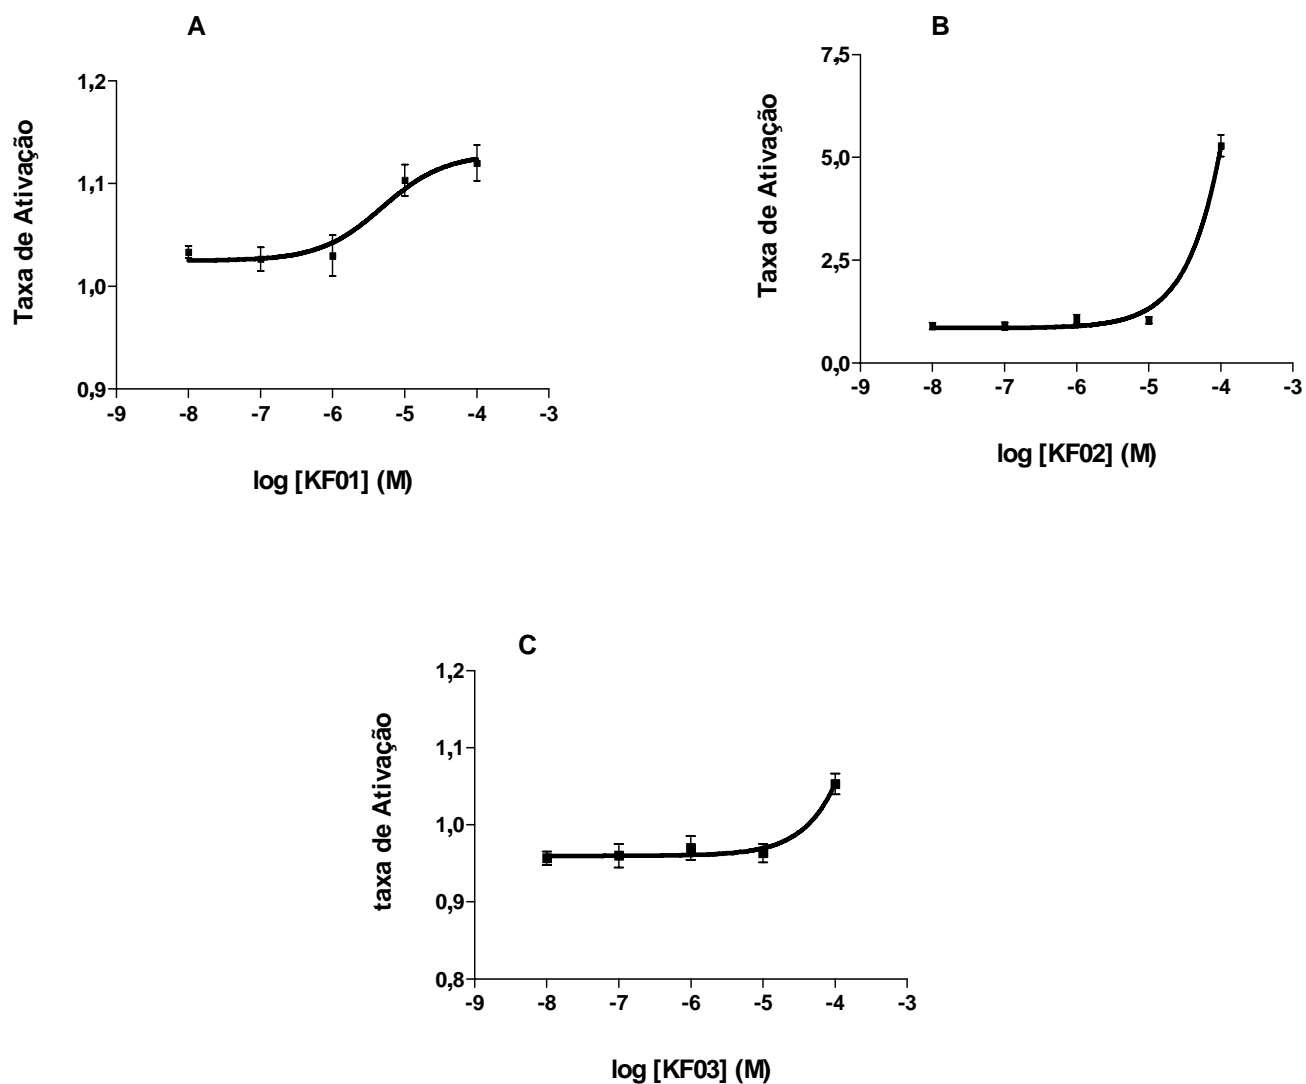 A
1,2
1,1
1,0
0,9
Taxa de Ativação
-9 -8 -7 -6 -5 -4 -3
log [KF01] (M)
B
7,5
5,0
2,5
0,0
Taxa de Ativação
-9 -8 -7 -6 -5 -4 -3
log [KF02] (M)
C
1,2
1,1
1,0
0,9
0,8
taxa de Ativação
-9 -8 -7 -6 -5 -4 -3
log [KF03] (M)